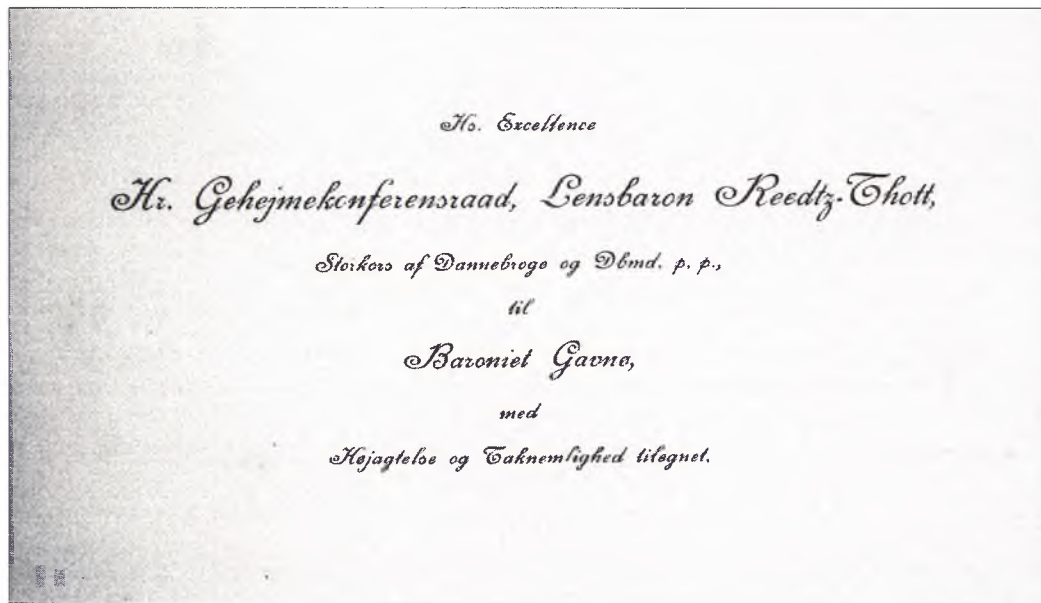 Hs. Excellence
Hr. Gehejmekonferensraad, Lensbaron Reedtz-Thott,
Storkors af Dannebroge og Dbmd. p. p.,
til
Baroniet Gavnø,
med
Højagtelse og Taknemlighed tilegnet.